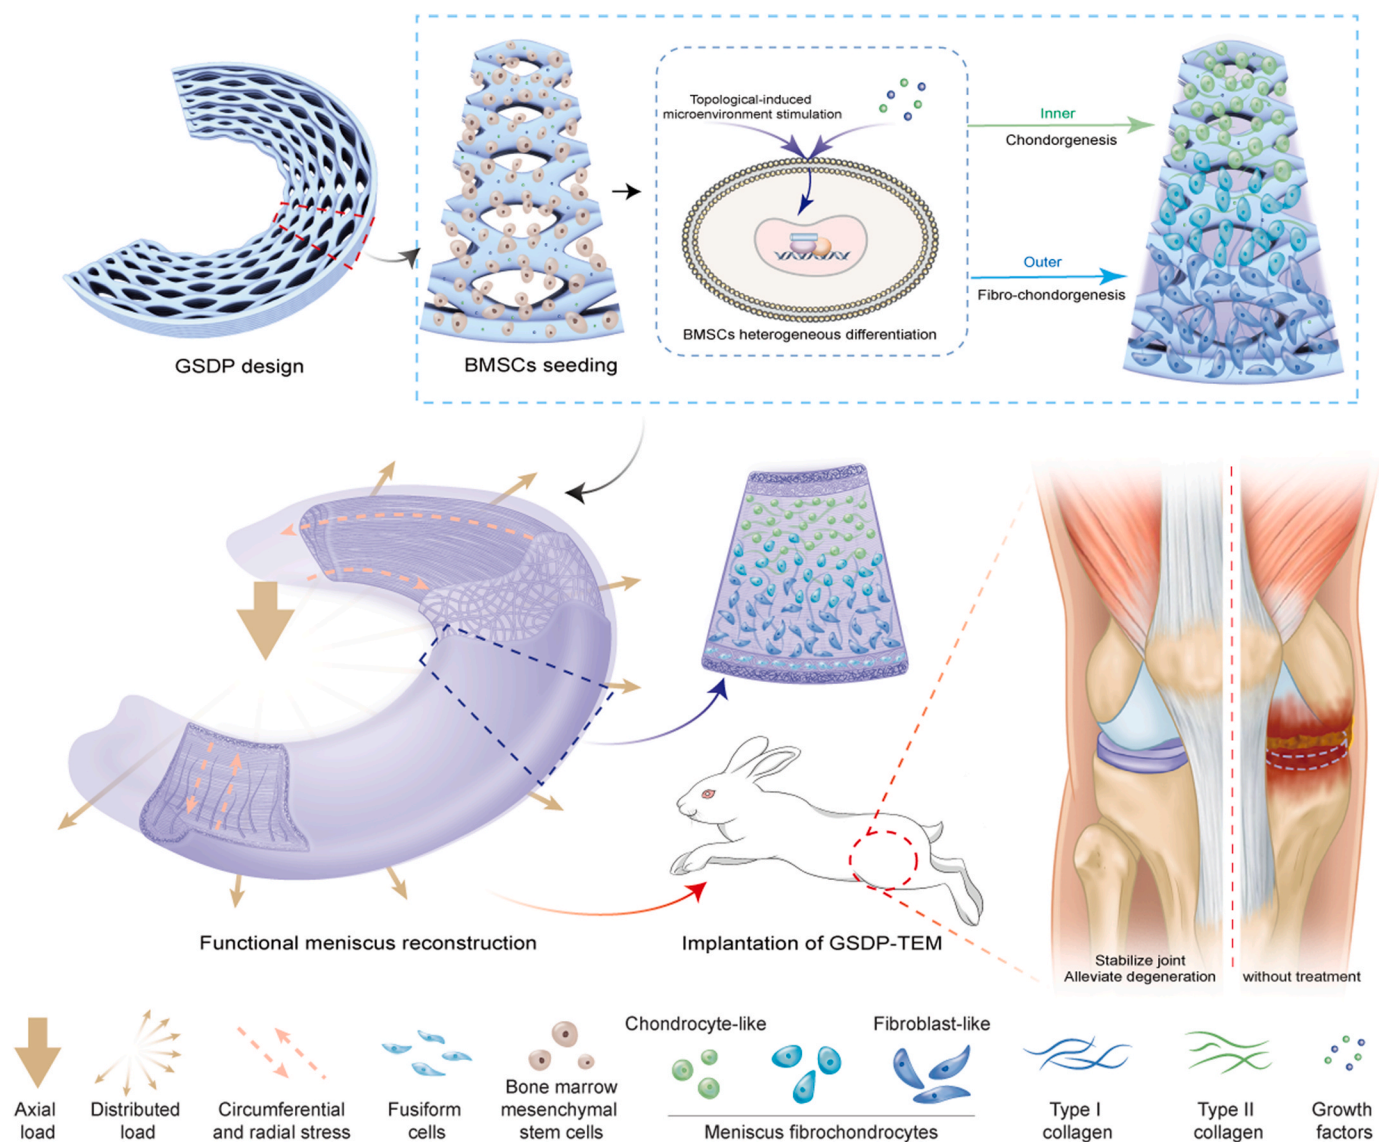 Topological-induced
microenvironment stimulation
Inner
Chondorgenesis
Outer
Fibro-chondorgenesis
BMSCs heterogeneous differentiation
GSDP design
BMSCs seeding
Functional meniscus reconstruction
Implantation of GSDP-TEM
Stabilize joint
Alleviate degeneration
without treatment
Axial
load
Distributed
load
Circumferential
and radial stress
Fusiform
cells
Bone marrow
mesenchymal
stem cells
Chondrocyte-like
Fibroblast-like
Meniscus fibrochondrocytes
Type I
collagen
Type II
collagen
Growth
factors